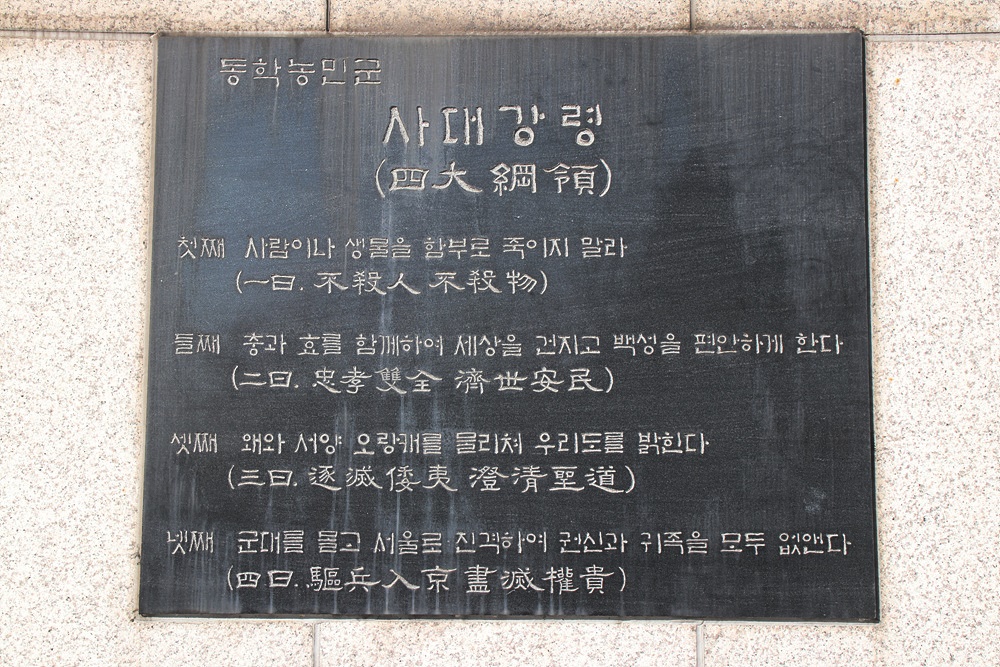 동학농민군
사대강령
(四大綱領)
첫째 사람이나 생물을 함부로 죽이지 말라
(一曰. 不殺人 不殺物)
둘째 충과 효를 함께하여 세상을 건지고 백성을 편안하게 한다
(二曰. 忠孝雙全 濟世安民)
셋째 왜와 서양 오랑캐를 물리쳐 우리도를 밝힌다
(三曰. 逐滅倭夷 澄清聖道)
넷째 군대를 몰고 서울로 진격하여 권신과 귀족을 모두 없앤다
(四曰. 驅兵入京 盡滅權貴)